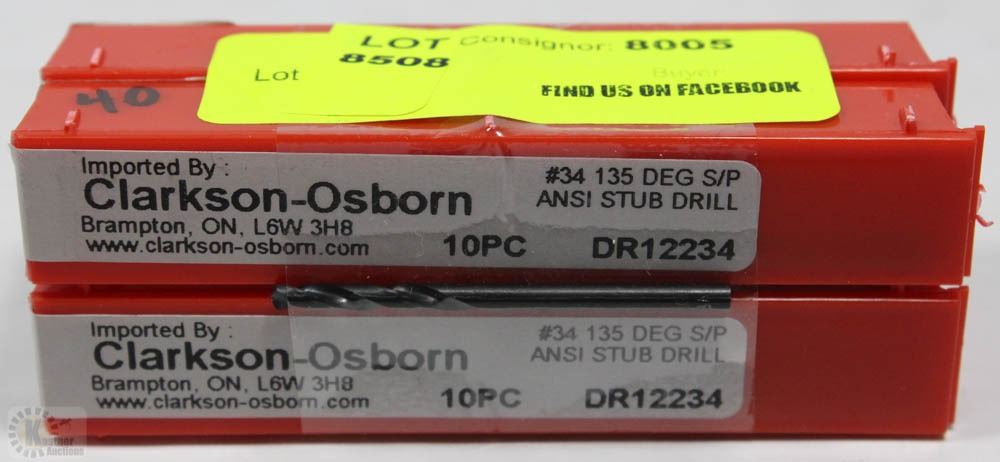 LOT Consignor: 8005
8508
Lot Buyer
FIND US ON FACEBOOK
40
Imported By :
Clarkson-Osborn
Brampton, ON, L6W 3H8
www.clarkson-osborn.com
#34 135 DEG S/P
ANSI STUB DRILL
10PC DR12234
Imported By :
Clarkson-Osborn
Brampton, ON, L6W 3H8
www.clarkson-osborn.com
#34 135 DEG S/P
ANSI STUB DRILL
10PC DR12234
Kastner
Auctions